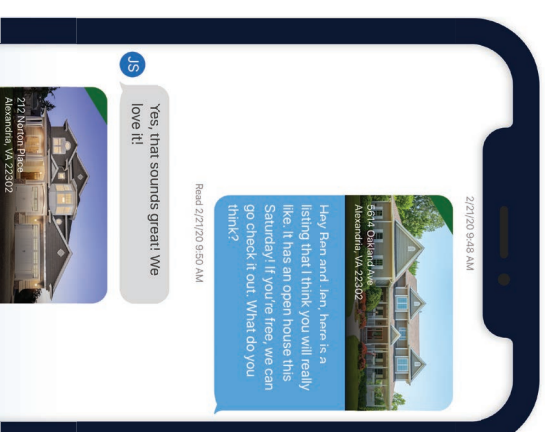 2/21/20 9:48 AM
5614 Oakland Ave
Alexandria, VA 22302
Hey Ben and Jen, here is a
listing that I think you will really
like. It has an open house this
Saturday! If you're free, we can
go check it out. What do you
think?
Read 2/21/20 9:50 AM
JS
Yes, that sounds great! We
love it!
212 Norton Place
Alexandria, VA 22302